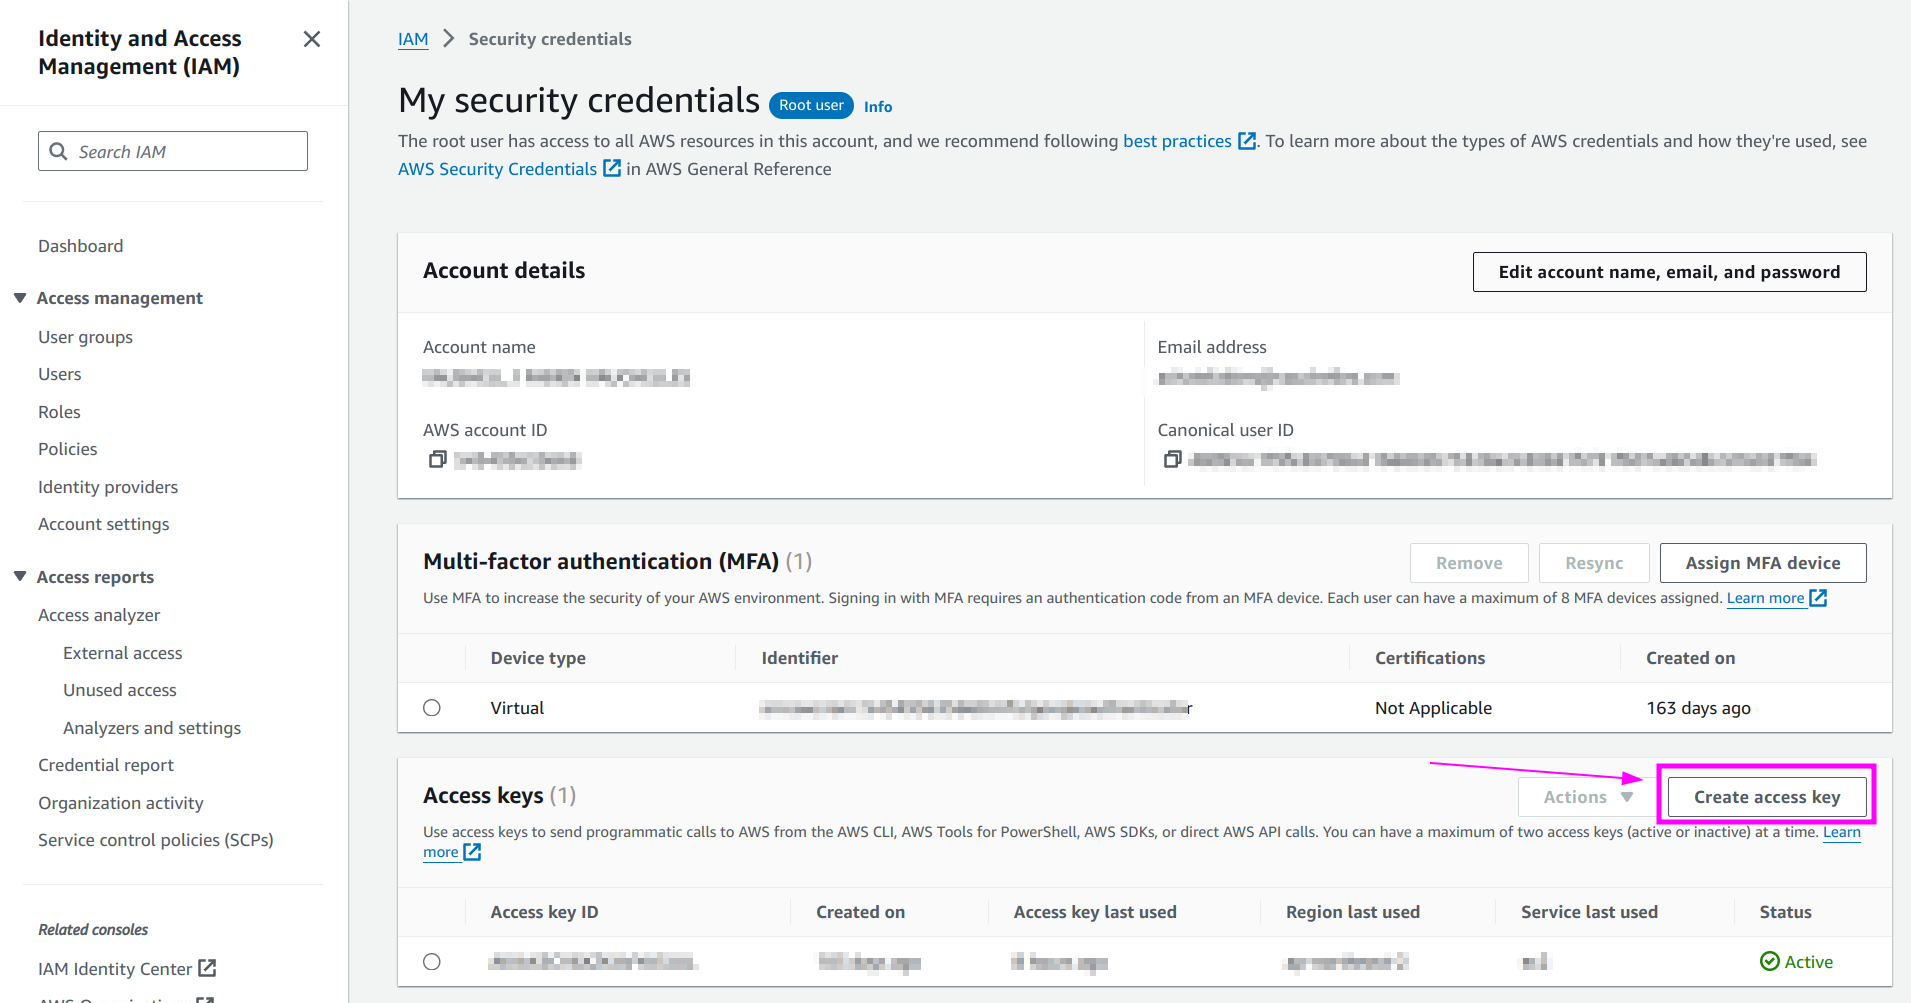 Identity and Access
Management (IAM)
Search IAM
Dashboard
Access management
User groups
Users
Roles
Policies
Identity providers
Account settings
Access reports
Access analyzer
External access
Unused access
Analyzers and settings
Credential report
Organization activity
Service control policies (SCPs)
Related consoles
IAM Identity Center
IAM > Security credentials
My security credentials Root user Info
The root user has access to all AWS resources in this account, and we recommend following best practices. To learn more about the types of AWS credentials and how they're used, see
AWS Security Credentials in AWS General Reference
Account details
Edit account name, email, and password
Account name
Email address
AWS account ID
Canonical user ID
Multi-factor authentication (MFA) (1)
Remove Resync Assign MFA device
Use MFA to increase the security of your AWS environment. Signing in with MFA requires an authentication code from an MFA device. Each user can have a maximum of 8 MFA devices assigned. Learn more
Device type Identifier Certifications Created on
Virtual Not Applicable 163 days ago
Access keys (1)
Actions Create access key
Use access keys to send programmatic calls to AWS from the AWS CLI, AWS Tools for PowerShell, AWS SDKs, or direct AWS API calls. You can have a maximum of two access keys (active or inactive) at a time. Learn
more
Access key ID Created on Access key last used Region last used Service last used Status
Active